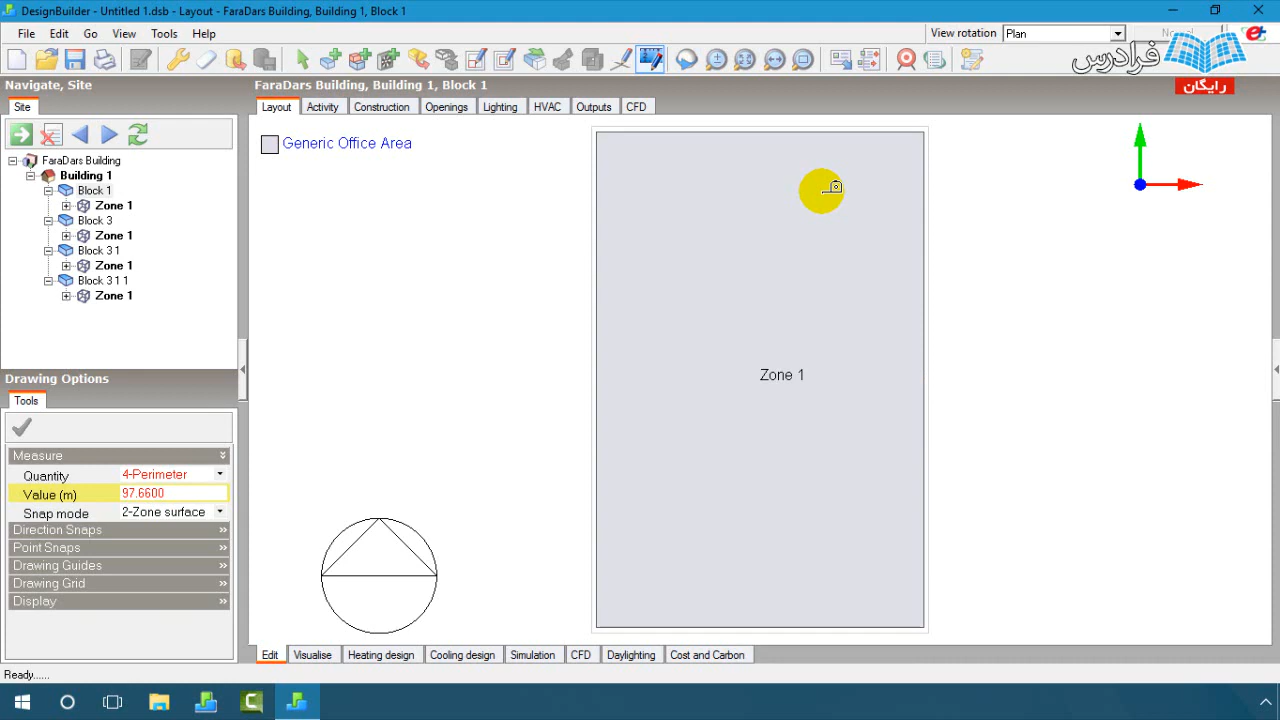 DesignBuilder - Untitled 1.dsb - Layout - FaraDars Building, Building 1, Block 1
File Edit Go View Tools Help
View rotation Plan
Normal
فرادرس
رایگان
Navigate, Site
FaraDars Building, Building 1, Block 1
Site
Layout Activity Construction Openings Lighting HVAC Outputs CFD
Generic Office Area
FaraDars Building
Building 1
Block 1
Zone 1
Block 3
Zone 1
Block 3 1
Zone 1
Block 3 1 1
Zone 1
Zone 1
Drawing Options
Tools
Measure
Quantity 4-Perimeter
Value (m) 97.6600
Snap mode 2-Zone surface
Direction Snaps
Point Snaps
Drawing Guides
Drawing Grid
Display
Edit Visualise Heating design Cooling design Simulation CFD Daylighting Cost and Carbon
Ready.....